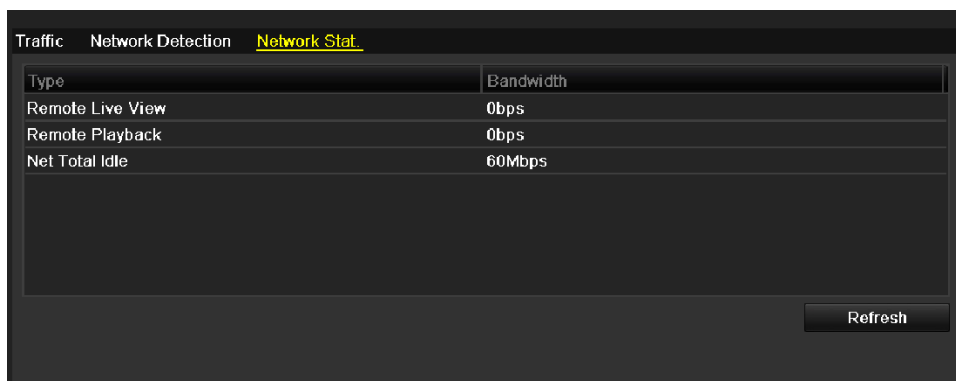 Traffic Network Detection Network Stat.
Type Bandwidth
Remote Live View 0bps
Remote Playback 0bps
Net Total Idle 60Mbps
Refresh